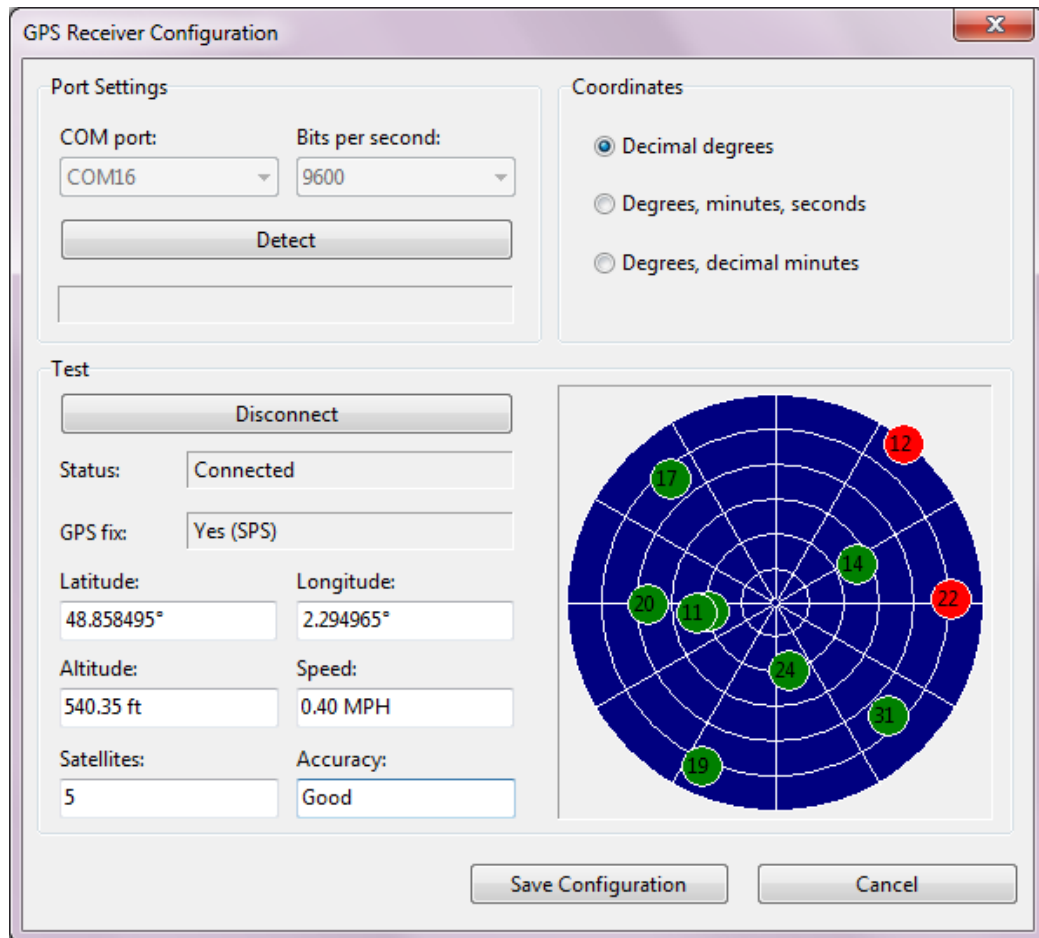 GPS Receiver Configuration
Port Settings
COM port:
Bits per second:
COM16
9600
Detect
Coordinates
Decimal degrees
Degrees, minutes, seconds
Degrees, decimal minutes
Test
Disconnect
Status:
Connected
GPS fix:
Yes (SPS)
Latitude:
Longitude:
48.858495°
2.294965°
Altitude:
Speed:
540.35 ft
0.40 MPH
Satellites:
Accuracy:
5
Good
12
17
14
20
11
22
24
31
19
Save Configuration
Cancel